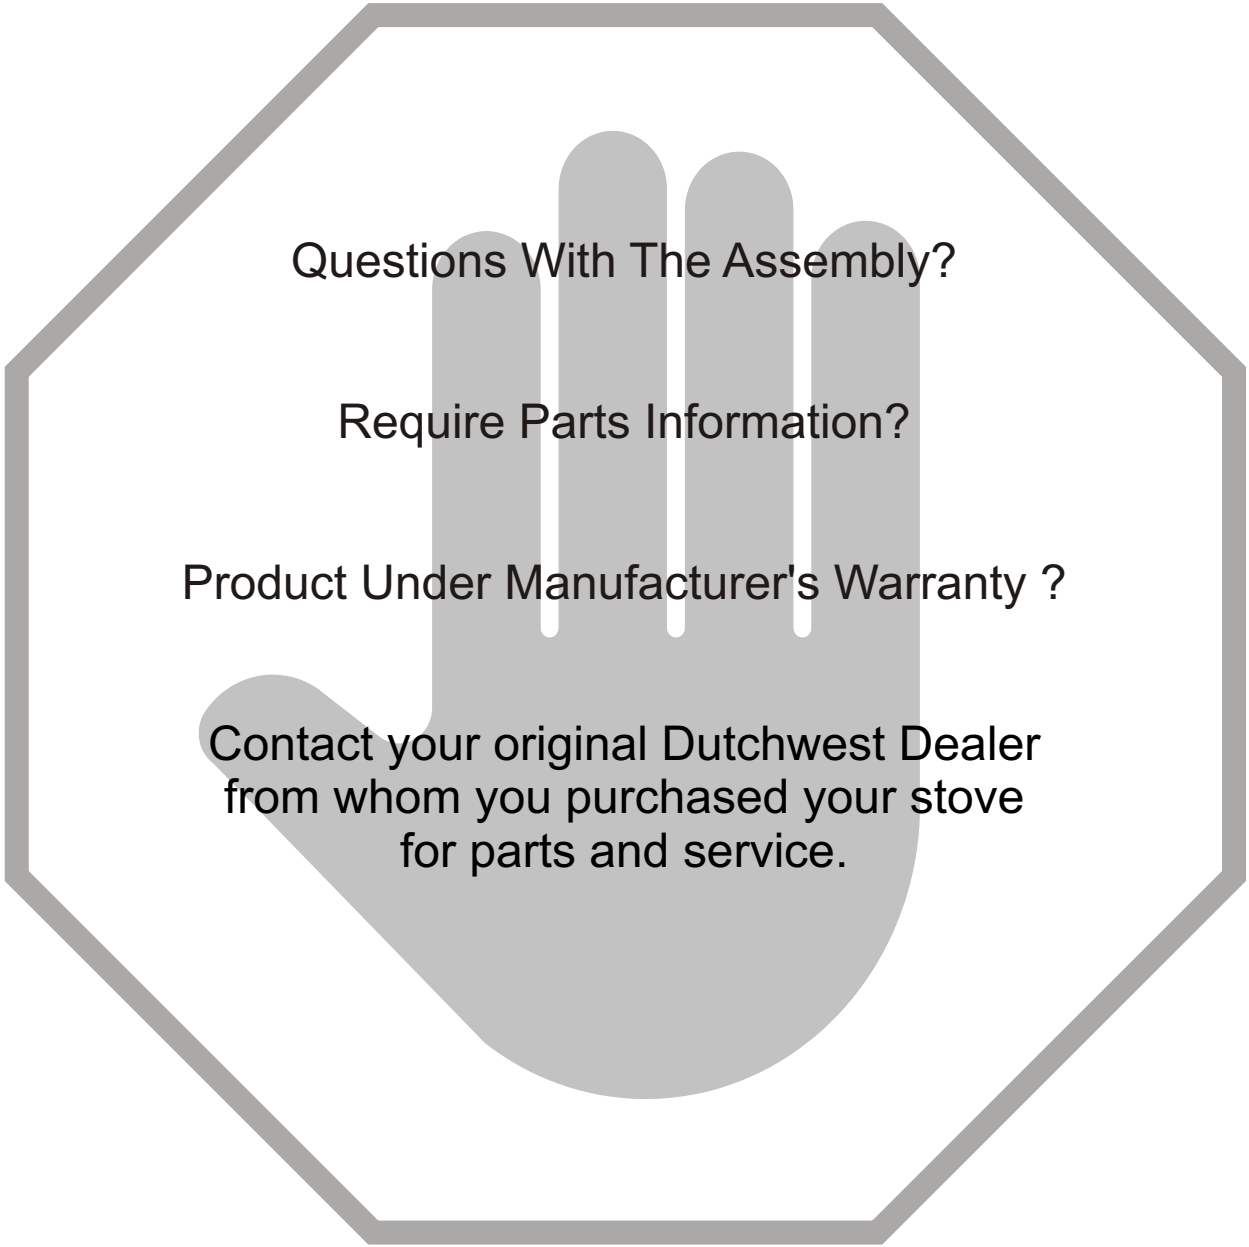 Questions With The Assembly?
Require Parts Information?
Product Under Manufacturer's Warranty ?
Contact your original Dutchwest Dealer
from whom you purchased your stove
for parts and service.